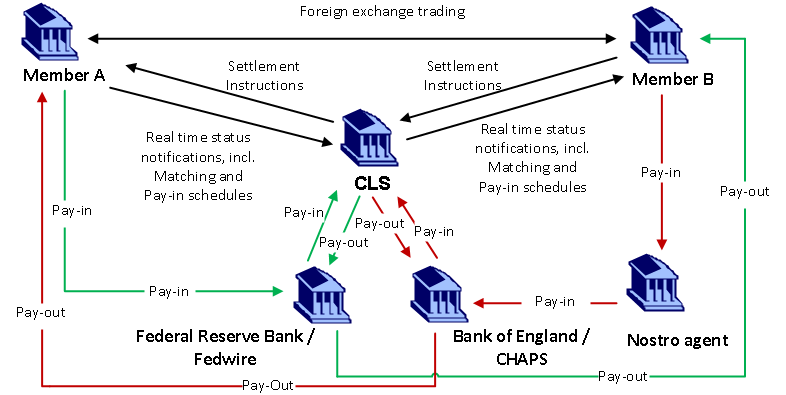 Foreign exchange trading
Member A
Member B
Settlement
Instructions
Settlement
Instructions
Real time status
notifications, incl.
Matching and
Pay-in schedules
Real time status
notifications, incl.
Matching and
Pay-in schedules
CLS
Pay-in
Pay-out
Pay-in
Pay-in
Pay-out
Pay-out
Pay-in
Pay-in
Pay-in
Pay-out
Federal Reserve Bank /
Fedwire
Bank of England /
CHAPS
Nostro agent
Pay-Out
Pay-out